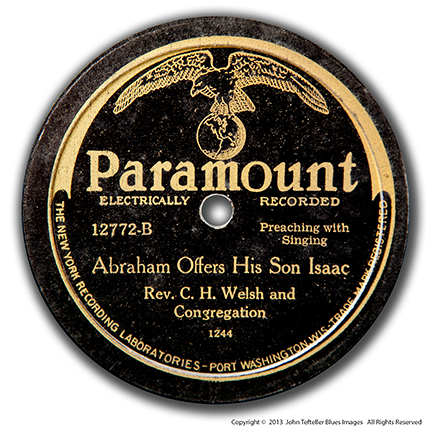 Paramount
ELECTRICALLY RECORDED
12772-B
Preaching with
Singing
Abraham Offers His Son Isaac
Rev. C. H. Welsh and
Congregation
1244
THE NEW YORK RECORDING LABORATORIES - PORT WASHINGTON WIS - TRADE MARK REGISTERED
Copyright © 2013 John Tefteller Blues Images All Rights Reserved